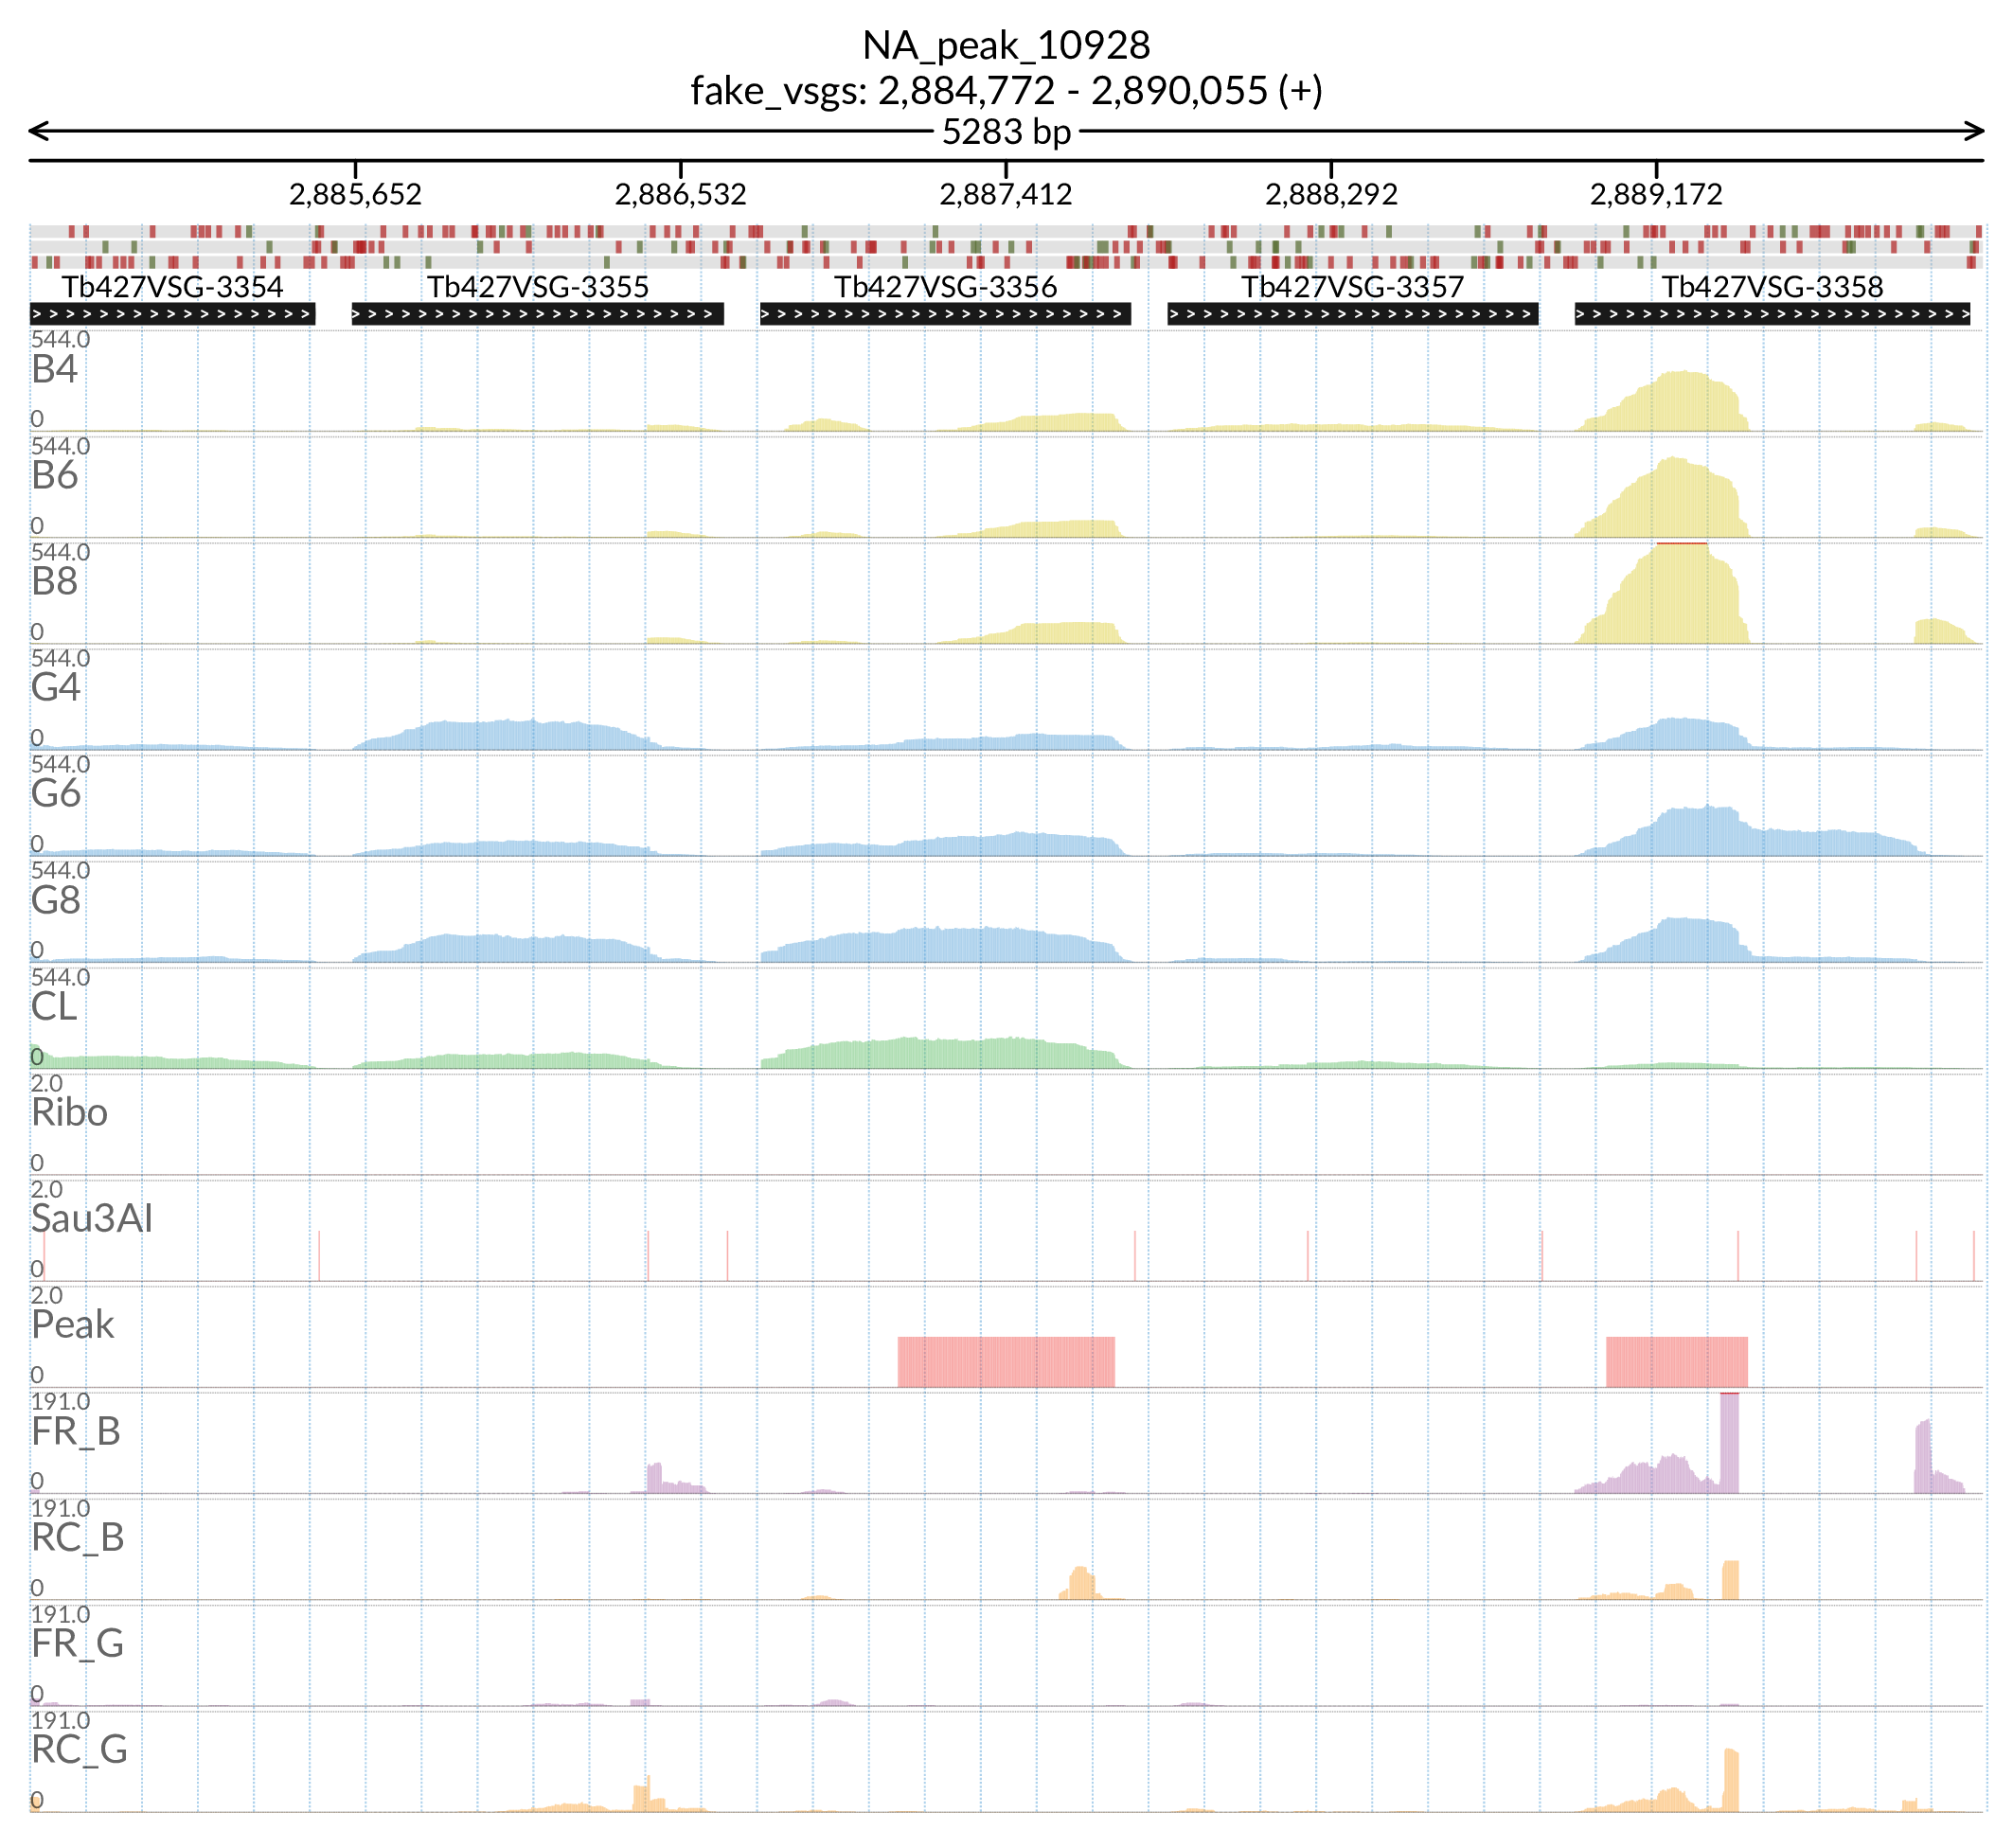 NA_peak_10928
fake_vsgs: 2,884,772 - 2,890,055 (+)
5283 bp
2,885,652 2,886,532 2,887,412 2,888,292 2,889,172
Tb427VSG-3354 Tb427VSG-3355 Tb427VSG-3356 Tb427VSG-3357 Tb427VSG-3358
544.0
B4
0
544.0
B6
0
544.0
B8
0
544.0
G4
0
544.0
G6
0
544.0
G8
0
544.0
CL
0
2.0
Ribo
0
2.0
Sau3AI
0
2.0
Peak
0
191.0
FR_B
0
191.0
RC_B
0
191.0
FR_G
0
191.0
RC_G
0